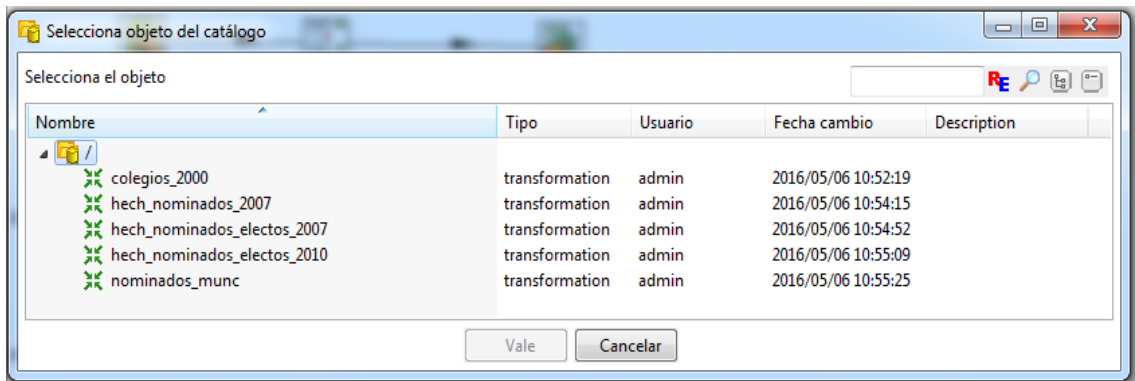 Selecciona objeto del catálogo
Selecciona el objeto
RE
Nombre Tipo Usuario Fecha cambio Description
/
colegios_2000 transformation admin 2016/05/06 10:52:19
hech_nominados_2007 transformation admin 2016/05/06 10:54:15
hech_nominados_electos_2007 transformation admin 2016/05/06 10:54:52
hech_nominados_electos_2010 transformation admin 2016/05/06 10:55:09
nominados_munc transformation admin 2016/05/06 10:55:25
Vale Cancelar